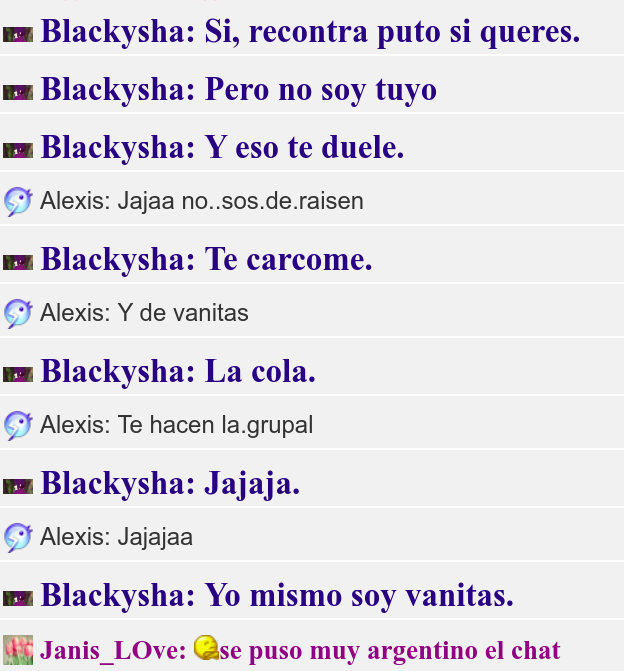 Blackysha: Si, recontra puto si queres.
Blackysha: Pero no soy tuyo
Blackysha: Y eso te duele.
Alexis: Jajaa no..sos.de.raisen
Blackysha: Te carcome.
Alexis: Y de vanitas
Blackysha: La cola.
Alexis: Te hacen la.grupal
Blackysha: Jajaja.
Alexis: Jajajaa
Blackysha: Yo mismo soy vanitas.
Janis_LOve: se puso muy argentino el chat